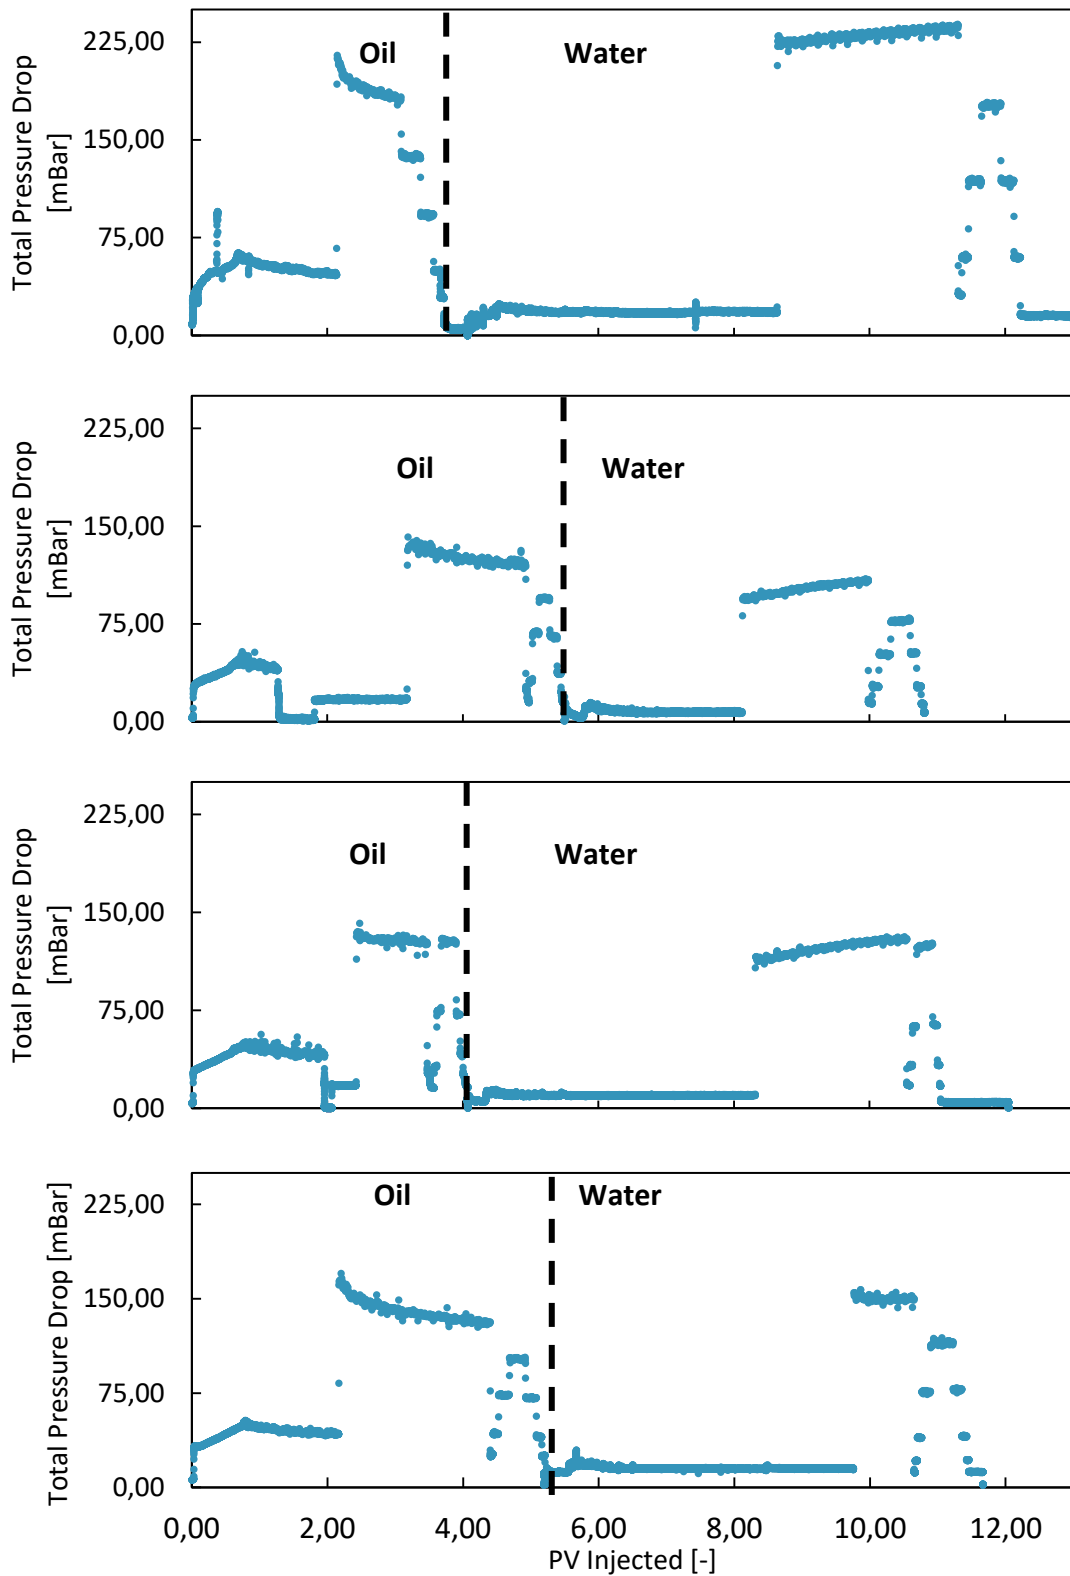 Total Pressure Drop
[mBar]
225,00
150,00
75,00
0,00
Oil
Water
Total Pressure Drop
[mBar]
225,00
150,00
75,00
0,00
Oil
Water
Total Pressure Drop
[mBar]
225,00
150,00
75,00
0,00
Oil
Water
Total Pressure Drop [mBar]
225,00
150,00
75,00
0,00
Oil
Water
0,00 2,00 4,00 6,00 8,00 10,00 12,00
PV Injected [-]